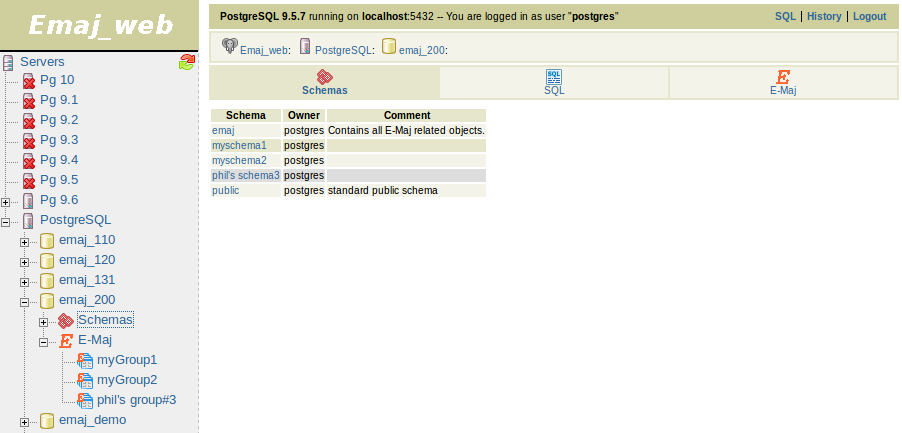 Emaj_web
Servers
Pg 10
Pg 9.1
Pg 9.2
Pg 9.3
Pg 9.4
Pg 9.5
Pg 9.6
PostgreSQL
emaj_110
emaj_120
emaj_131
emaj_200
Schemas
E-Maj
myGroup1
myGroup2
phil's group#3
emaj_demo
PostgreSQL 9.5.7 running on localhost:5432 -- You are logged in as user "postgres"
SQL | History | Logout
Emaj_web: PostgreSQL: emaj_200:
Schemas SQL E-Maj
Schema Owner Comment
emaj postgres Contains all E-Maj related objects.
myschema1 postgres
myschema2 postgres
phil's schema3 postgres
public postgres standard public schema